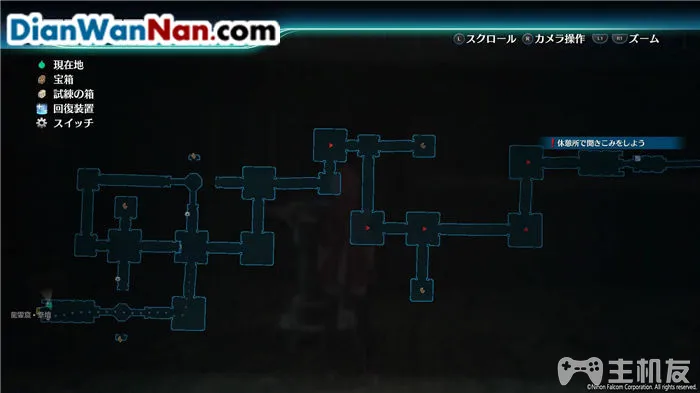 DianWanNan.com
Ⓛスクロール Ⓡカメラ操作 L1 R1 ズーム
現在地
宝箱
試練の箱
回復装置
スイッチ
休憩所で聞きこみをしよう
主机友
©Nihon Falcom Corporation. All rights reserved.